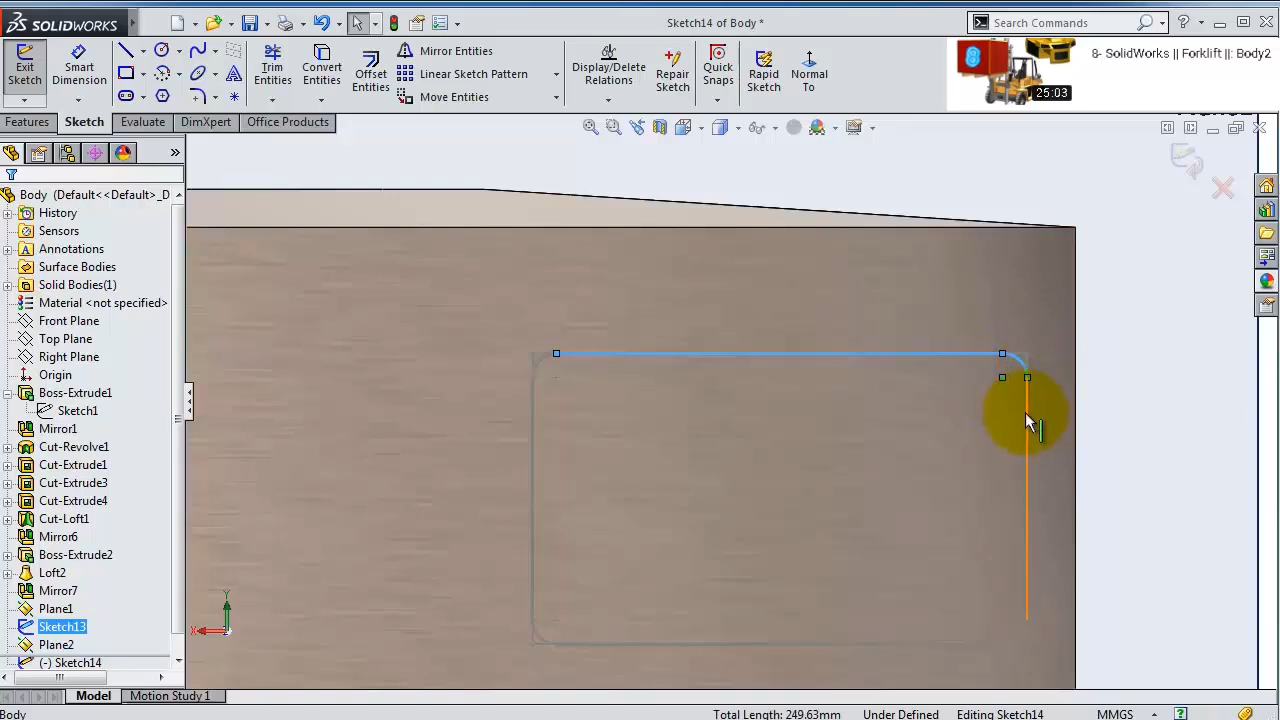 SOLIDWORKS
Sketch14 of Body *
Search Commands
Exit Sketch
Smart Dimension
Trim Entities
Convert Entities
Offset Entities
Mirror Entities
Linear Sketch Pattern
Move Entities
Display/Delete Relations
Repair Sketch
Quick Snaps
Rapid Sketch
Normal To
8- SolidWorks || Forklift ||: Body2
25:03
Features
Sketch
Evaluate
DimXpert
Office Products
Body (Default<<Default>_D
History
Sensors
Annotations
Surface Bodies
Solid Bodies(1)
Material <not specified>
Front Plane
Top Plane
Right Plane
Origin
Boss-Extrude1
Sketch1
Mirror1
Cut-Revolve1
Cut-Extrude1
Cut-Extrude3
Cut-Extrude4
Cut-Loft1
Mirror6
Boss-Extrude2
Loft2
Mirror7
Plane1
Sketch13
Plane2
(-) Sketch14
Y
X
Model
Motion Study 1
Body
Total Length: 249.63mm
Under Defined
Editing Sketch14
MMGS